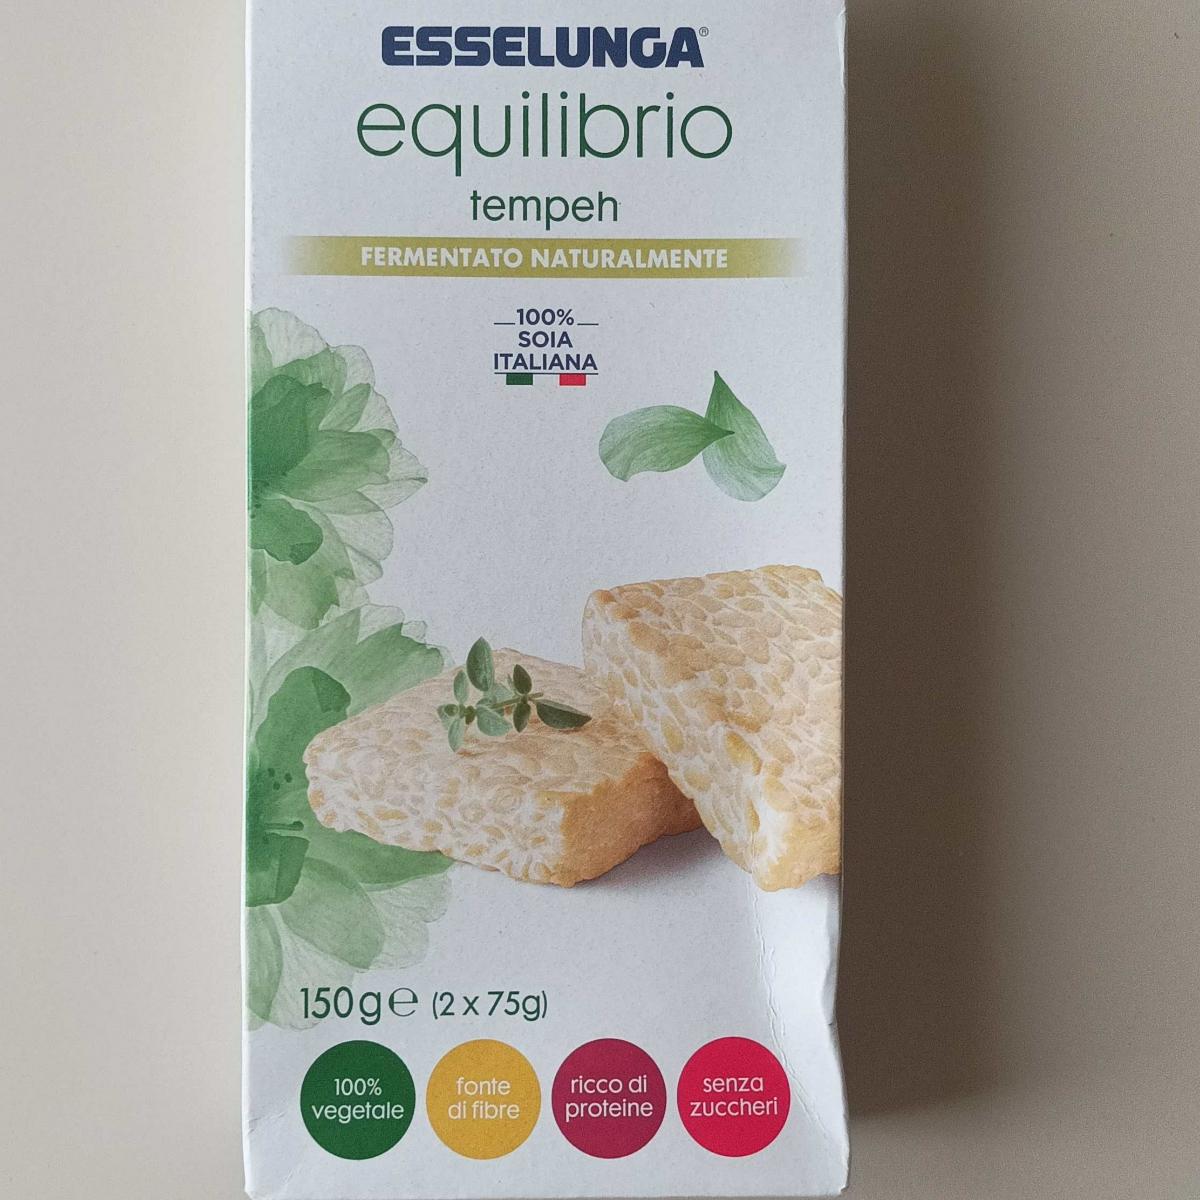 ESSELUNGA®
equilibrio
tempeh
FERMENTATO NATURALMENTE
100%
SOIA
ITALIANA
150g℮ (2 x 75g)
100%
vegetale
fonte
di fibre
ricco di
proteine
senza
zuccheri